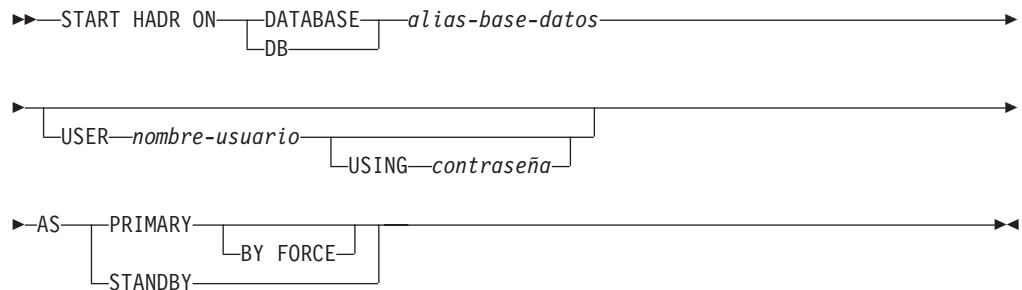 START HADR ON DATABASE alias-base-datos
DB
USER nombre-usuario
USING contraseña
AS PRIMARY
BY FORCE
STANDBY